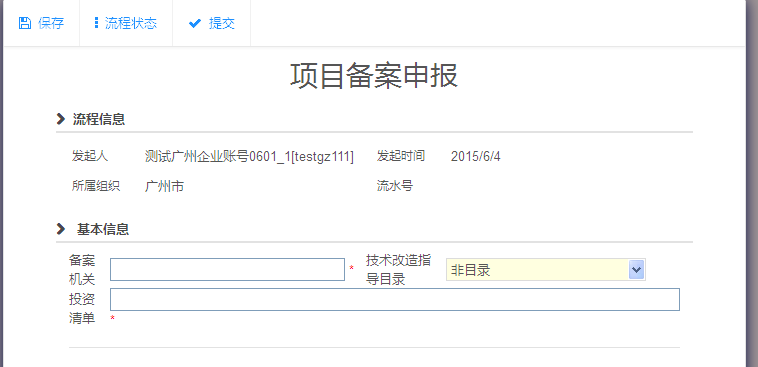 保存 流程状态 提交
项目备案申报
流程信息
发起人 测试广州企业账号0601_1[testgz111] 发起时间 2015/6/4
所属组织 广州市 流水号
基本信息
备案机关 * 技术改造指导目录 非目录
投资清单 *